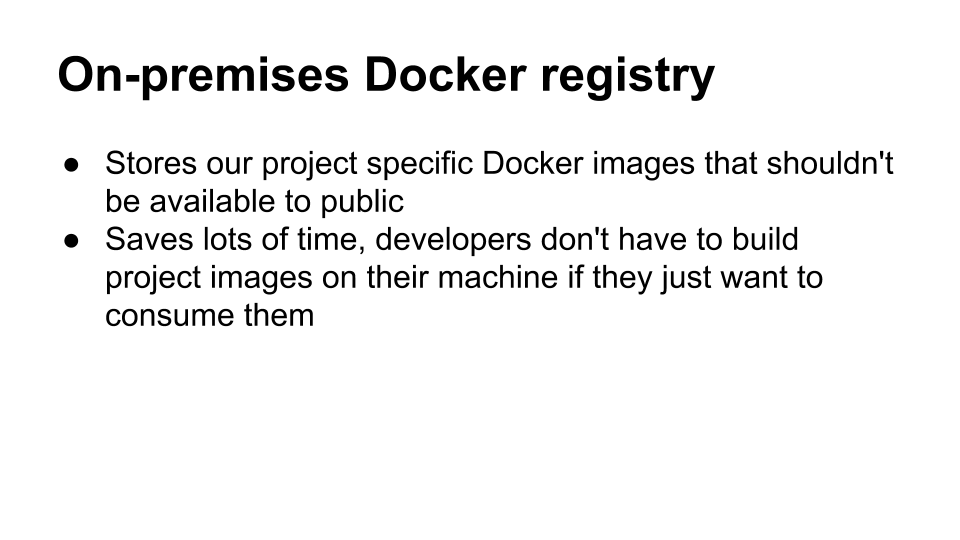 On-premises Docker registry
● Stores our project specific Docker images that shouldn't
be available to public
● Saves lots of time, developers don't have to build
project images on their machine if they just want to
consume them